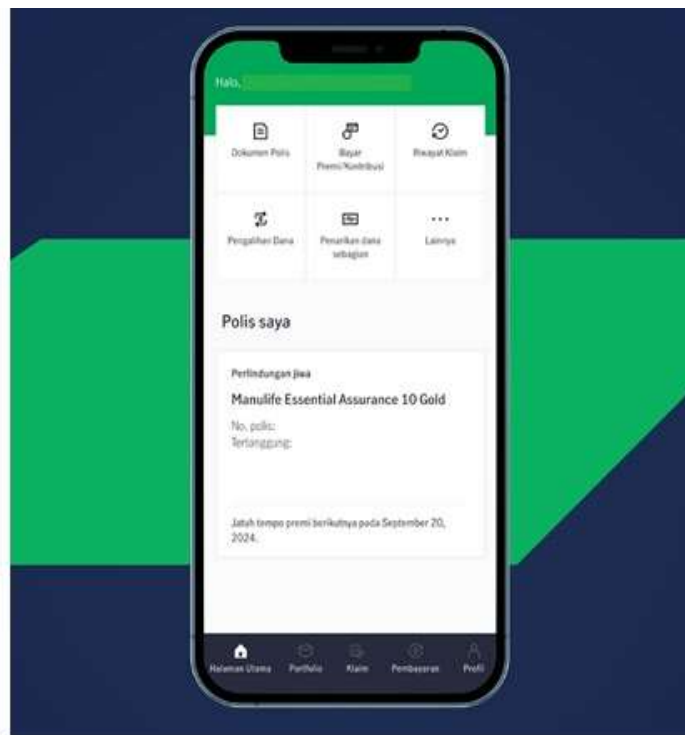 Halo,
Dokumen Polis
Bayar
Premi/Kontribusi
Riwayat Klaim
Pengalihan Dana
Penarikan dana
sebagian
Lainnya
Polis saya
Perlindungan jiwa
Manulife Essential Assurance 10 Gold
No. polis:
Tertanggung:
Jatuh tempo premi berikutnya pada September 20,
2024.
Halaman Utama
Portfolio
Klaim
Pembayaran
Profil